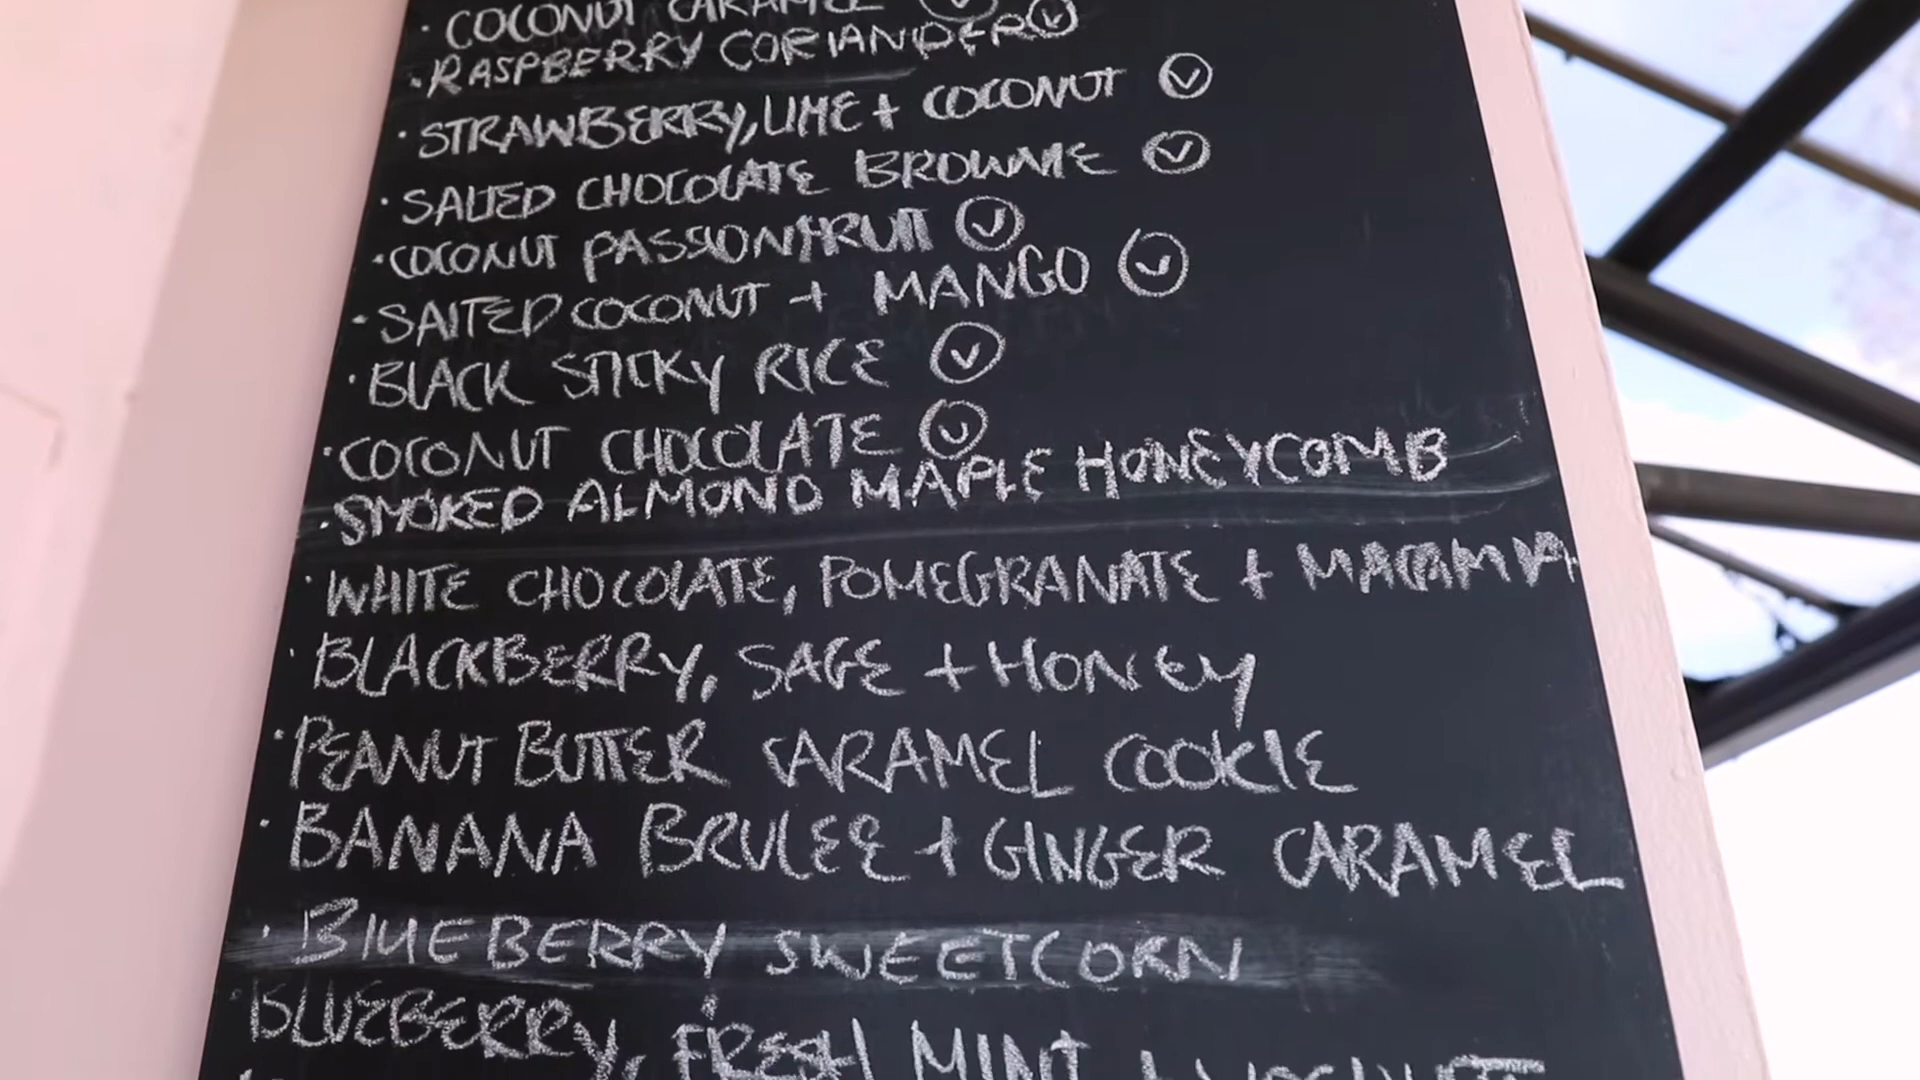 · COCONUT CARAMEL ✓
· RASPBERRY CORIANDER ✓
· STRAWBERRY, LIME + COCONUT ✓
· SALTED CHOCOLATE BROWNIE ✓
· COCONUT PASSIONFRUIT ✓
· SALTED COCONUT + MANGO ✓
· BLACK STICKY RICE ✓
· COCONUT CHOCOLATE ✓
· SMOKED ALMOND MAPLE HONEYCOMB
· WHITE CHOCOLATE, POMEGRANATE +
· BLACKBERRY, SAGE + HONEY
· PEANUT BUTTER CARAMEL COOKIE
· BANANA BRULEE + GINGER CARAMEL
· BLUEBERRY SWEETCORN
· BLUEBERRY, FRESH MINT +